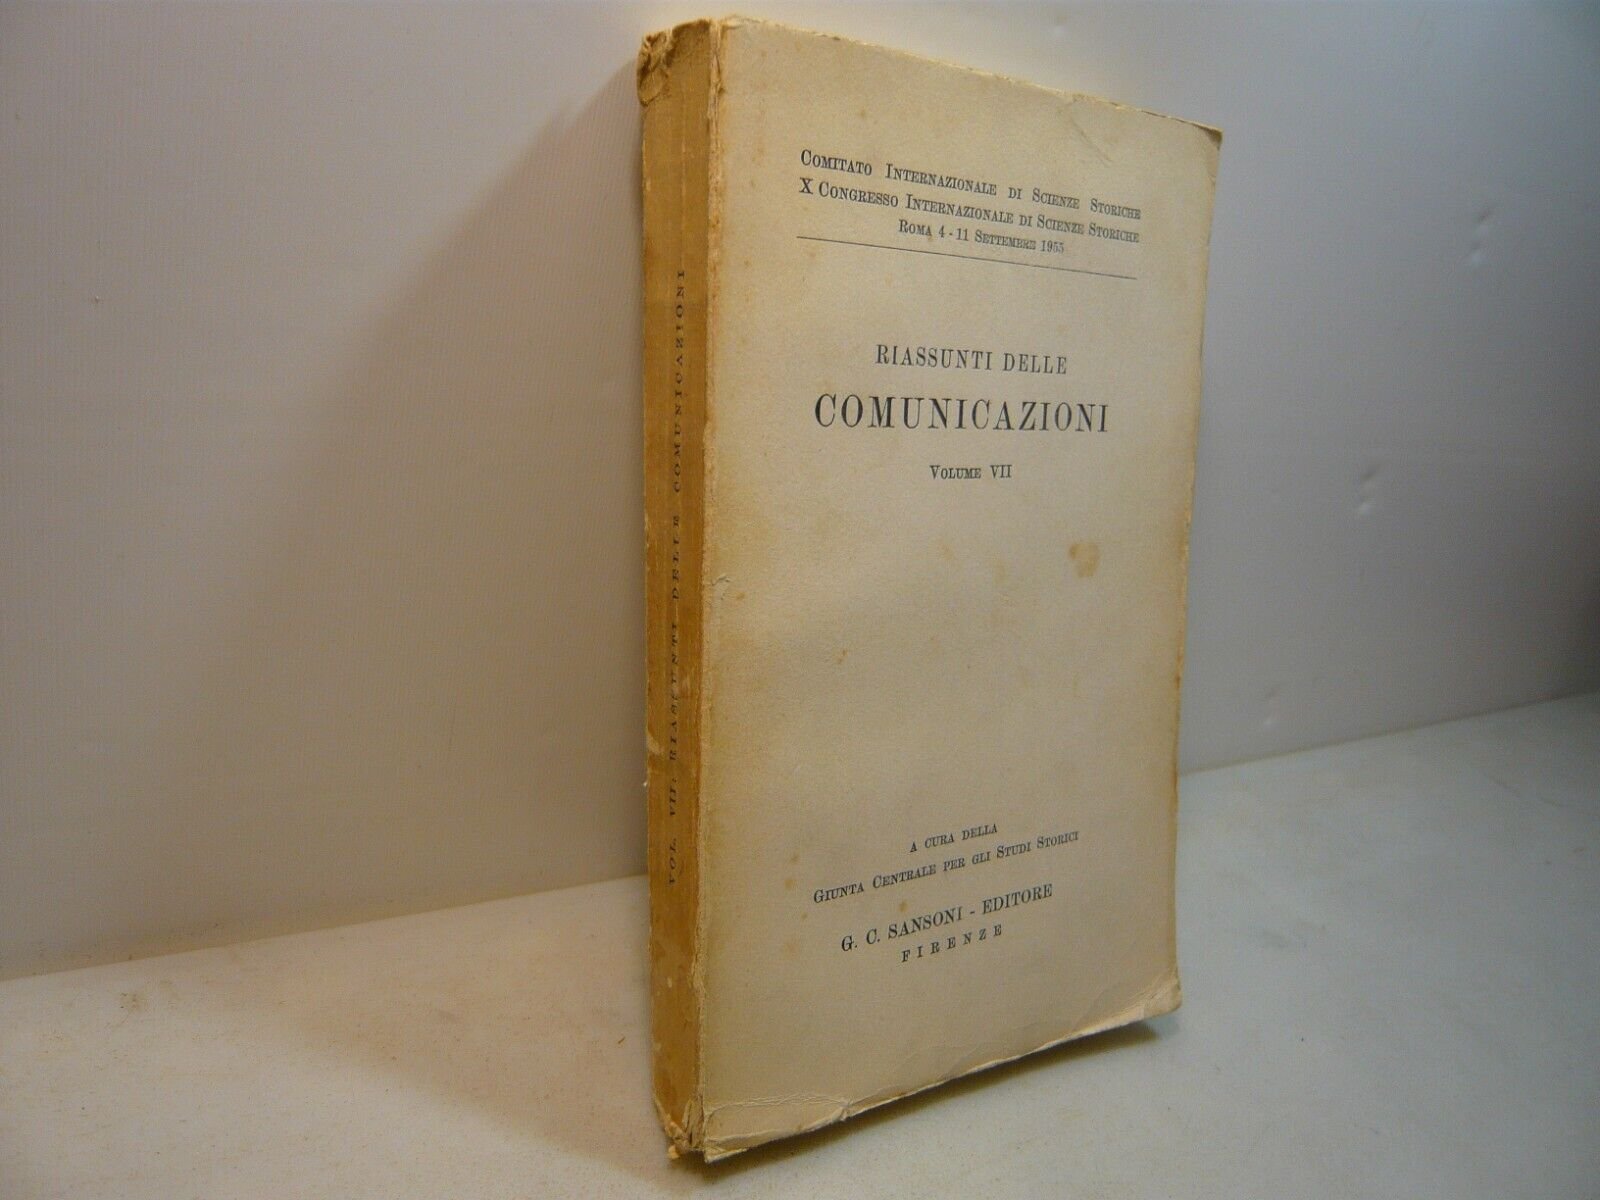 VOL. VII: RIASSUNTI DELLE COMUNICAZIONI
COMITATO INTERNAZIONALE DI SCIENZE STORICHE
X CONGRESSO INTERNAZIONALE DI SCIENZE STORICHE
ROMA 4 - 11 SETTEMBRE 1955
RIASSUNTI DELLE
COMUNICAZIONI
VOLUME VII
A CURA DELLA
GIUNTA CENTRALE PER GLI STUDI STORICI
G. C. SANSONI - EDITORE
FIRENZE